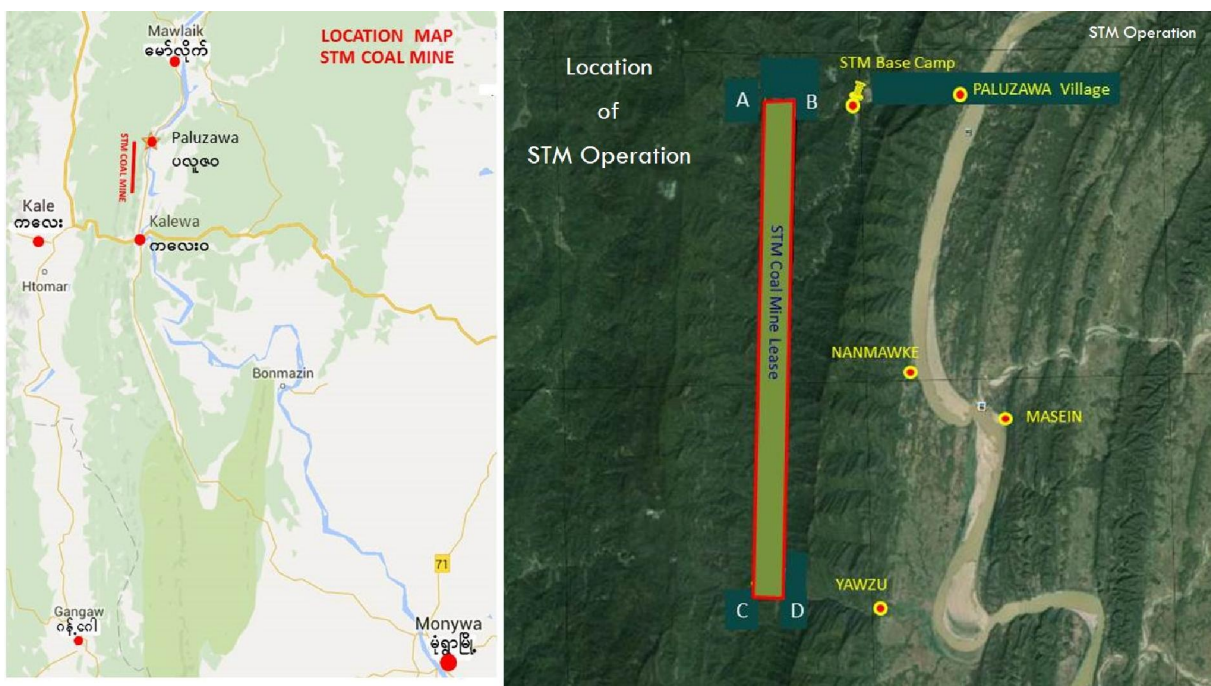 Mawlaik
မော်လိုက်
LOCATION MAP
STM COAL MINE
Paluzawa
ပလူဇဝ
STM COAL MINE
Kale
ကလေး
Kalewa
ကလေးဝ
Htomar
Bonmazin
71
Gangaw
ဂန့်ဂေါ
Monywa
မုံရွာမြို့
STM Operation
Location
of
STM Operation
STM Base Camp
A
B
PALUZAWA Village
STM Coal Mine Lease
NANMAWKE
MASEIN
YAWZU
C
D